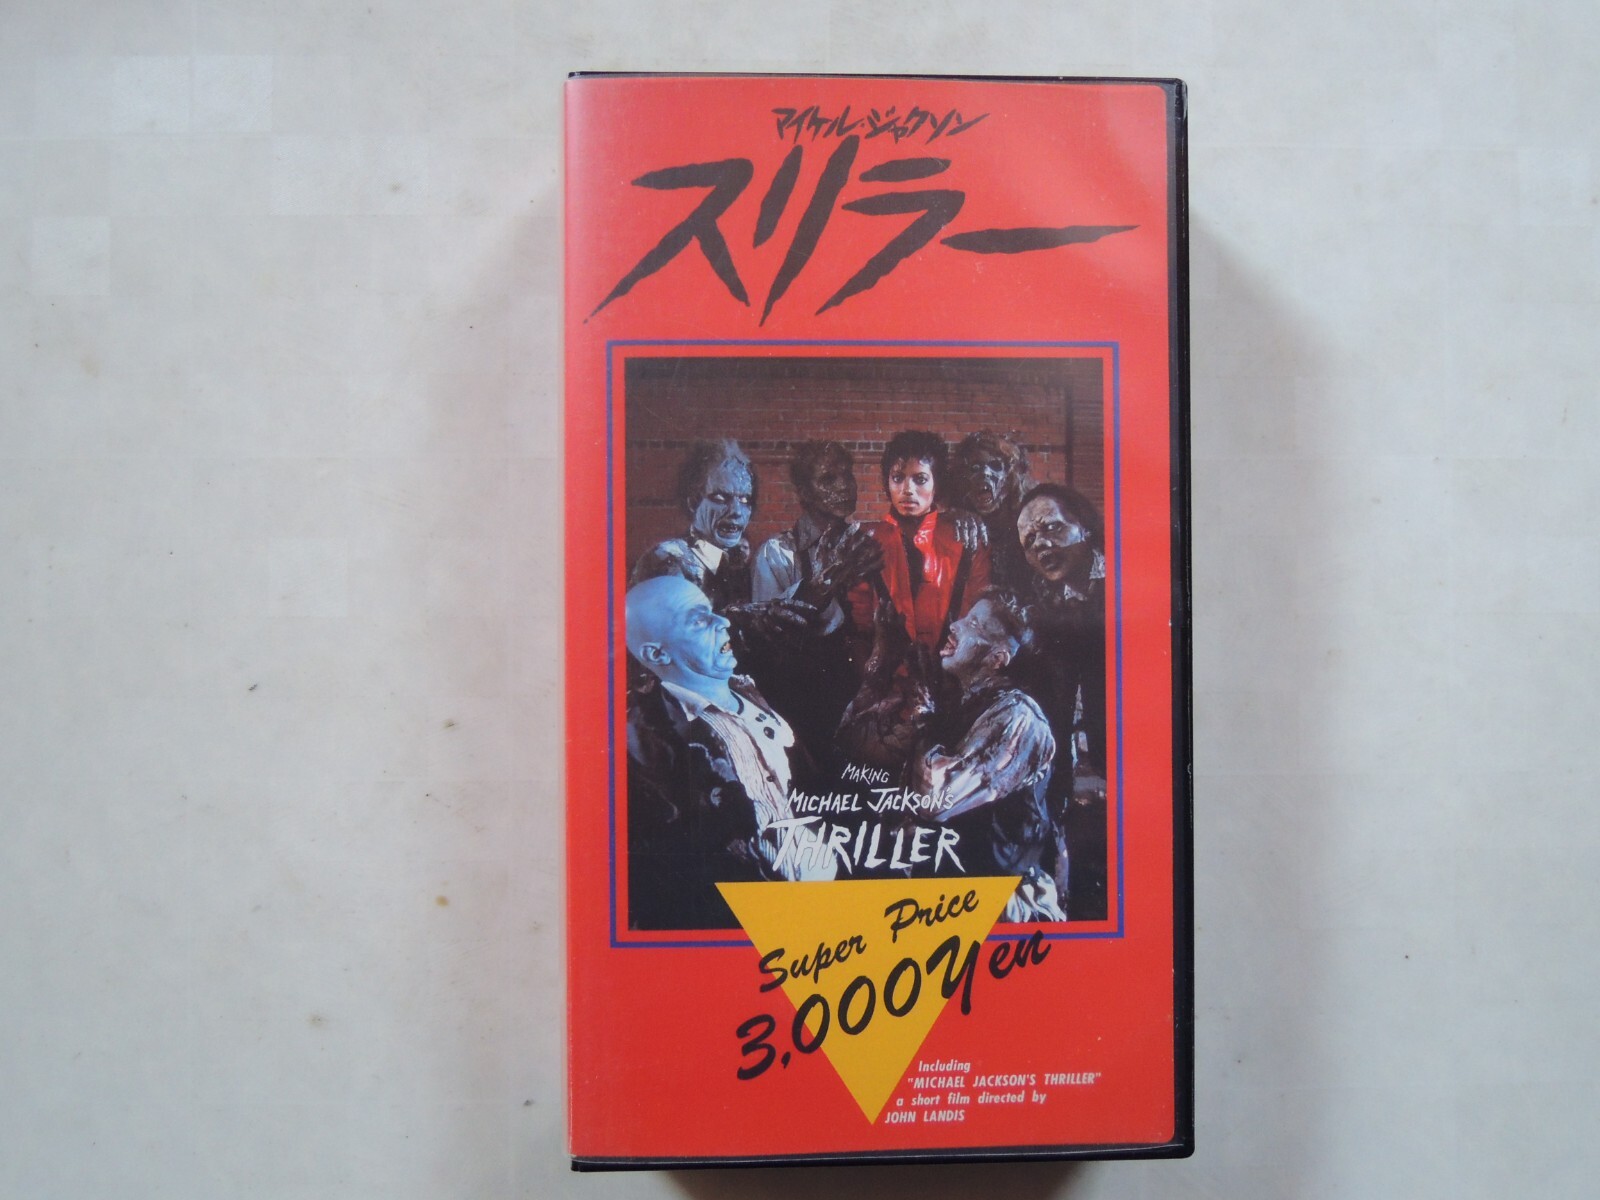 マイケル・ジャクソン
スリラー
MAKING
MICHAEL JACKSON'S
THRILLER
Super Price
3,000Yen
Including
"MICHAEL JACKSON'S THRILLER"
a short film directed by
JOHN LANDIS